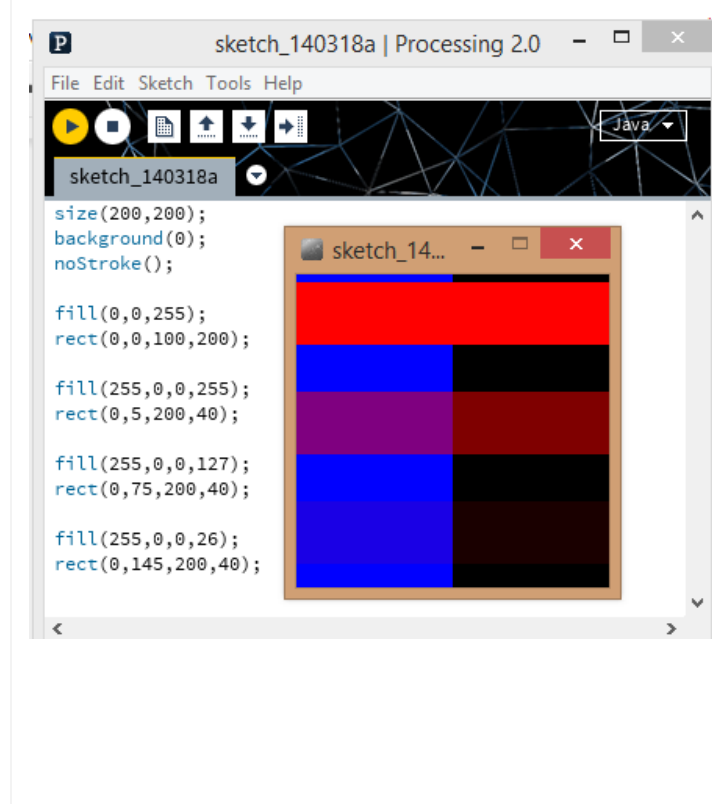 P sketch_140318a | Processing 2.0
File Edit Sketch Tools Help
Java
sketch_140318a
size(200,200);
background(0);
noStroke();
fill(0,0,255);
rect(0,0,100,200);
fill(255,0,0,255);
rect(0,5,200,40);
fill(255,0,0,127);
rect(0,75,200,40);
fill(255,0,0,26);
rect(0,145,200,40);
sketch_14...